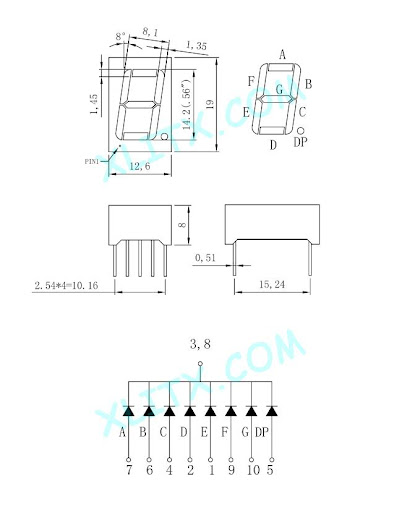 8° 8,1
1,35
1,45
14.2(.56″)
19
PIN1
12,6
A
F B
G
E C
D DP
8
0,51
2.54*4=10.16
15,24
3,8
A B C D E F G DP
7 6 4 2 1 9 10 5
XLITX.COM
XLITX.COM